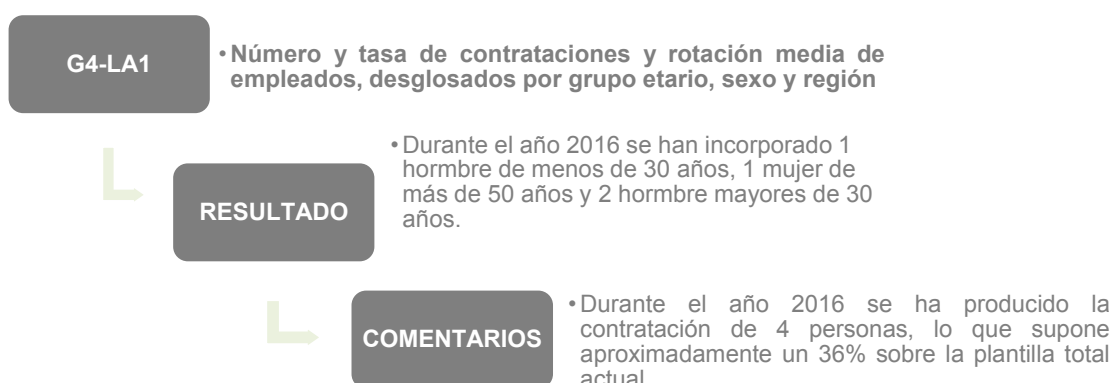 G4-LA1
• Número y tasa de contrataciones y rotación media de
empleados, desglosados por grupo etario, sexo y región
RESULTADO
• Durante el año 2016 se han incorporado 1
hormbre de menos de 30 años, 1 mujer de
más de 50 años y 2 hormbre mayores de 30
años.
COMENTARIOS
• Durante el año 2016 se ha producido la
contratación de 4 personas, lo que supone
aproximadamente un 36% sobre la plantilla total
actual